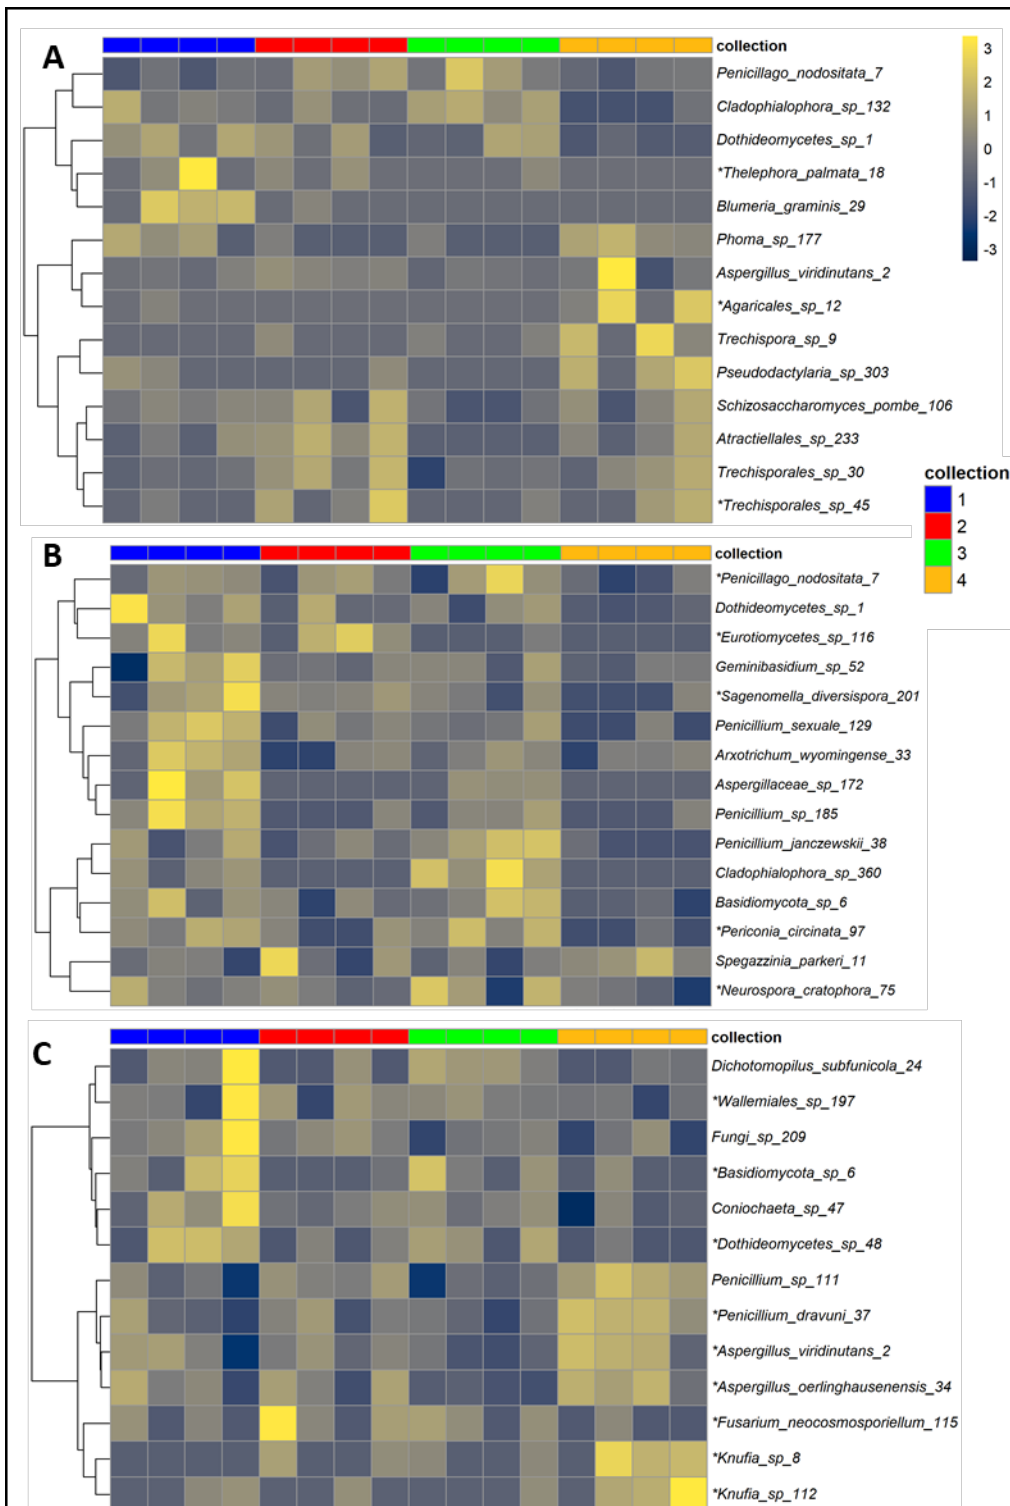 A
collection
Penicillago_nodositata_7
Cladophialophora_sp_132
Dothideomycetes_sp_1
*Thelephora_palmata_18
Blumeria_graminis_29
Phoma_sp_177
Aspergillus_viridinutans_2
*Agaricales_sp_12
Trechispora_sp_9
Pseudodactylaria_sp_303
Schizosaccharomyces_pombe_106
Atractiellales_sp_233
Trechisporales_sp_30
*Trechisporales_sp_45
3
2
1
0
-1
-2
-3
collection
1
2
3
4
B
collection
*Penicillago_nodositata_7
Dothideomycetes_sp_1
*Eurotiomycetes_sp_116
Geminibasidium_sp_52
*Sagenomella_diversispora_201
Penicillium_sexuale_129
Arxotrichum_wyomingense_33
Aspergillaceae_sp_172
Penicillium_sp_185
Penicillium_janczewskii_38
Cladophialophora_sp_360
Basidiomycota_sp_6
*Periconia_circinata_97
Spegazzinia_parkeri_11
*Neurospora_cratophora_75
C
collection
Dichotomopilus_subfunicola_24
*Wallemiales_sp_197
Fungi_sp_209
*Basidiomycota_sp_6
Coniochaeta_sp_47
*Dothideomycetes_sp_48
Penicillium_sp_111
*Penicillium_dravuni_37
*Aspergillus_viridinutans_2
*Aspergillus_oerlinghausenensis_34
*Fusarium_neocosmosporiellum_115
*Knufia_sp_8
*Knufia_sp_112